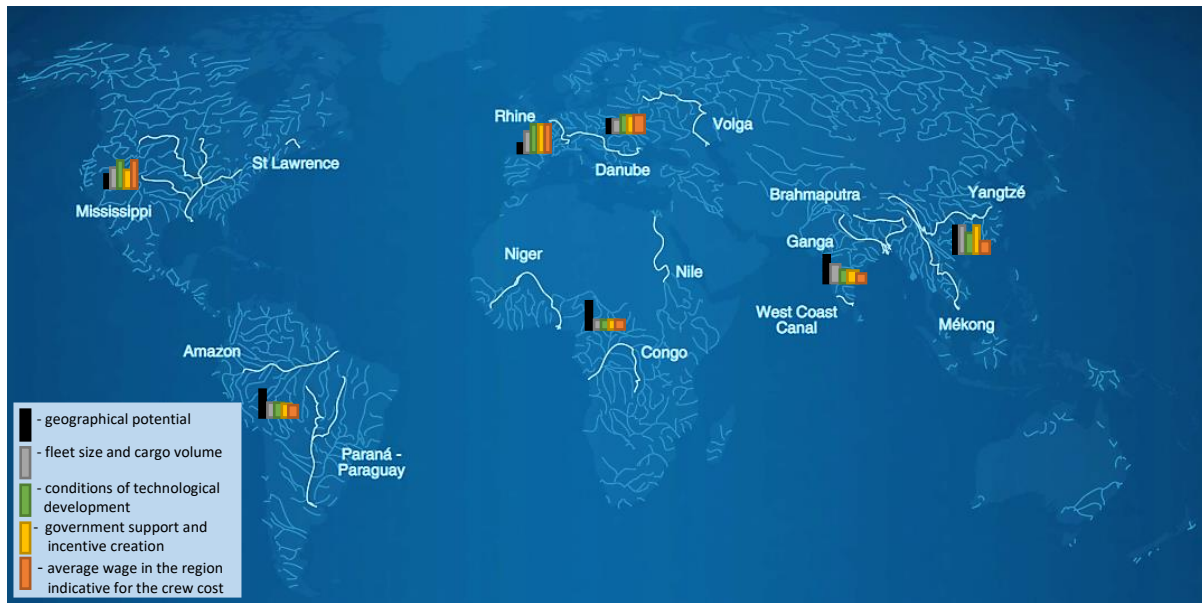 Rhine
Volga
St Lawrence
Danube
Mississippi
Brahmaputra
Yangtzé
Ganga
Niger
Nile
West Coast
Canal
Mékong
Amazon
Congo
Paraná -
Paraguay
- geographical potential
- fleet size and cargo volume
- conditions of technological
development
- government support and
incentive creation
- average wage in the region
indicative for the crew cost